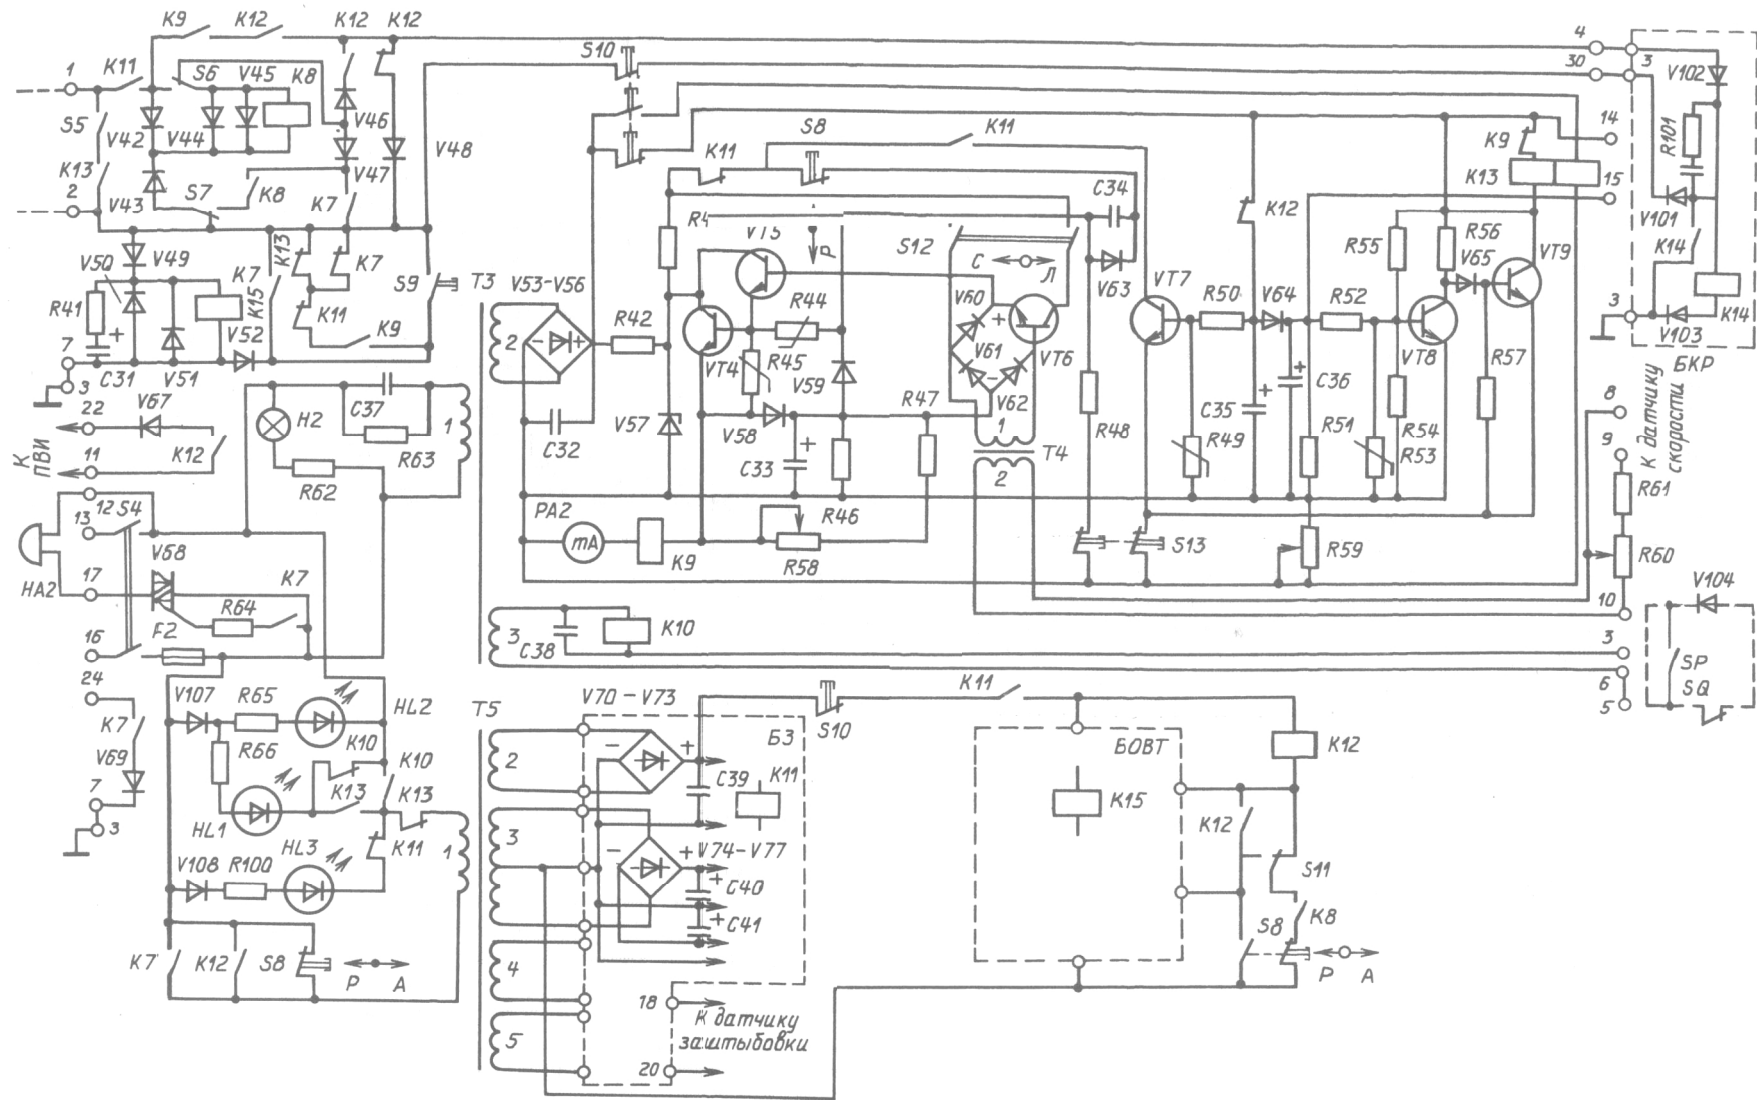 K9
K12
K12
K12
1
K11
S6
V45
K8
S5
V42
V44
V46
K13
2
V43
S7
K8
V47
K7
V48
V50
V49
K7
K13
K7
K15
S9
R41
K11
K9
7
3
C31
V51
V52
S10
T3
V53-V56
2
R42
V57
C32
K11
S8
K11
C34
P
S12
С
Л
V63
VT7
R44
R45
VT4
V59
V58
C33
R47
V60
V61
V62
VT6
1
T4
2
R48
R50
V64
R52
K12
C35
R49
C36
R51
R53
R54
R55
R56
V65
VT8
VT9
R57
K9
K13
4
30
14
15
3
V102
R101
V101
K14
V103
K14
3
БКР
8
9
К датчику
скорости
R61
R60
10
V104
SP
SQ
3
6
5
22
К
ПВИ
11
V67
K12
H2
C37
R63
R62
1
12
S4
13
V68
HA2
17
K7
R64
16
F2
24
K7
V69
7
3
PA2
mA
K9
R58
R46
S13
R59
3
C38
K10
V107
R65
HL2
R66
K10
K10
K13
K13
HL1
V108
R100
HL3
K11
1
K7
K12
S8
P
A
T5
2
3
4
5
V70 – V73
БЗ
C39
K11
V74–V77
C40
C41
18
К датчику
заштыбовки
20
S10
K11
БОВТ
K15
K12
K12
S11
S8
K8
P
A